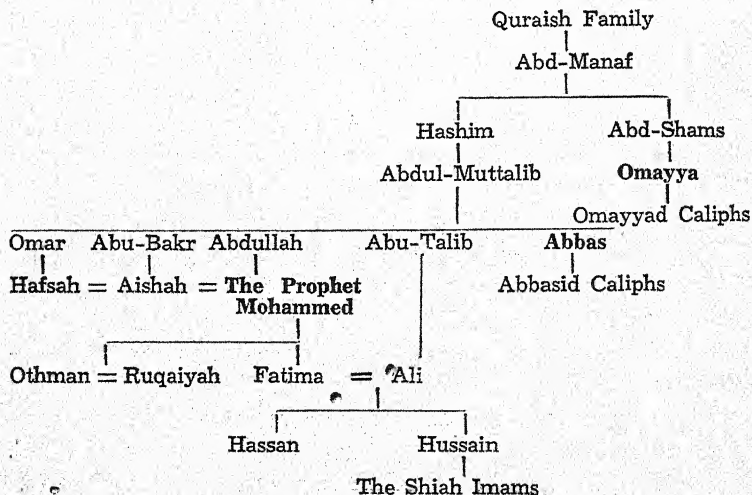 Quraish Family
Abd-Manaf
Hashim Abd-Shams
Abdul-Muttalib Omayya
Omayyad Caliphs
Omar Abu-Bakr Abdullah Abu-Talib Abbas
Hafsah = Aishah = The Prophet Mohammed Abbasid Caliphs
Othman = Ruqaiyah Fatima = Ali
Hassan Hussain
The Shiah Imams